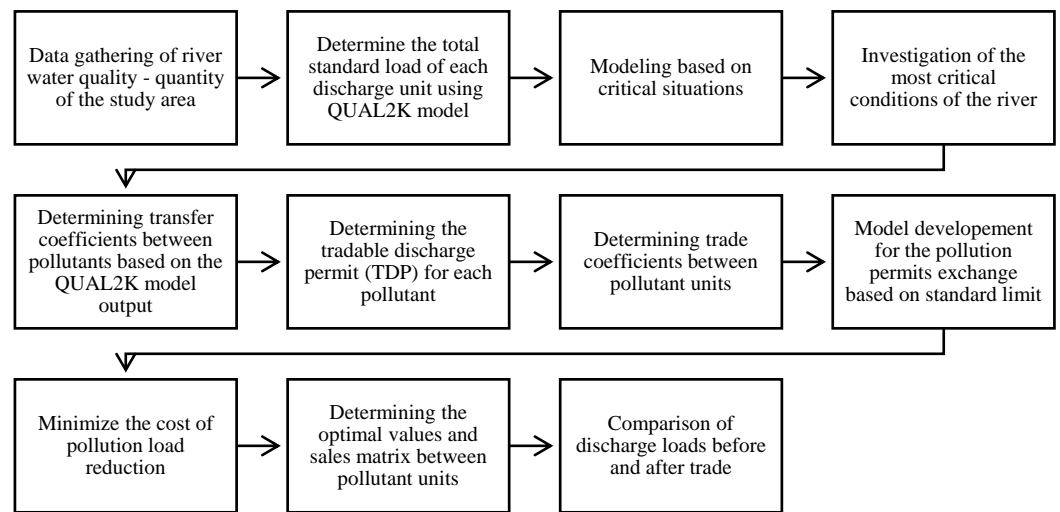 Data gathering of river
water quality - quantity
of the study area
Determine the total
standard load of each
discharge unit using
QUAL2K model
Modeling based on
critical situations
Investigation of the
most critical
conditions of the river
Determining transfer
coefficients between
pollutants based on the
QUAL2K model
output
Determining the
tradable discharge
permit (TDP) for each
pollutant
Determining trade
coefficients between
pollutant units
Model developement
for the pollution
permits exchange
based on standard limit
Minimize the cost of
pollution load
reduction
Determining the
optimal values and
sales matrix between
pollutant units
Comparison of
discharge loads before
and after trade